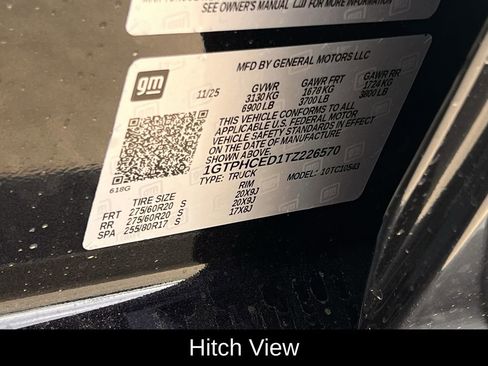 SEE OWNER'S MANUAL FOR MORE INFORMATION
MFD BY GENERAL MOTORS LLC
gm
11/25 GVWR GAWR FRT GAWR RR
3130 KG 1678 KG 1724 KG
6900 LB 3700 LB 3800 LB
THIS VEHICLE CONFORMS TO ALL
APPLICABLE U.S. FEDERAL MOTOR
VEHICLE SAFETY STANDARDS IN EFFECT
ON THE DATE OF MANUFACTURE
SHOWN ABOVE
1GTPHCED1TZ226570
TYPE: TRUCK MODEL: 10TC10543
618G
TIRE SIZE RIM
FRT 275/60R20 S 20X9J
RR 275/60R20 S 20X9J
SPA 255/80R17 S 17X8J
Hitch View